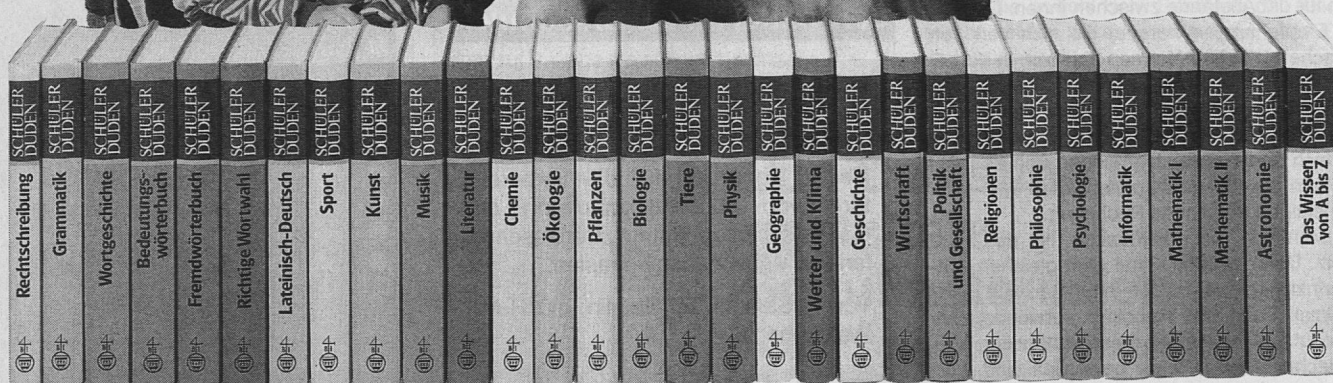 SCHÜLER
DUDEN
Rechtschreibung
SCHÜLER
DUDEN
Grammatik
SCHÜLER
DUDEN
Wortgeschichte
SCHÜLER
DUDEN
Bedeutungs-
wörterbuch
SCHÜLER
DUDEN
Fremdwörterbuch
SCHÜLER
DUDEN
Richtige Wortwahl
SCHÜLER
DUDEN
Lateinisch-Deutsch
SCHÜLER
DUDEN
Sport
SCHÜLER
DUDEN
Kunst
SCHÜLER
DUDEN
Musik
SCHÜLER
DUDEN
Literatur
SCHÜLER
DUDEN
Chemie
SCHÜLER
DUDEN
Ökologie
SCHÜLER
DUDEN
Pflanzen
SCHÜLER
DUDEN
Biologie
SCHÜLER
DUDEN
Tiere
SCHÜLER
DUDEN
Physik
SCHÜLER
DUDEN
Geographie
SCHÜLER
DUDEN
Wetter und Klima
SCHÜLER
DUDEN
Geschichte
SCHÜLER
DUDEN
Wirtschaft
SCHÜLER
DUDEN
Politik
und Gesellschaft
SCHÜLER
DUDEN
Religionen
SCHÜLER
DUDEN
Philosophie
SCHÜLER
DUDEN
Psychologie
SCHÜLER
DUDEN
Informatik
SCHÜLER
DUDEN
Mathematik I
SCHÜLER
DUDEN
Mathematik II
SCHÜLER
DUDEN
Astronomie
SCHÜLER
DUDEN
Das Wissen
von A bis Z